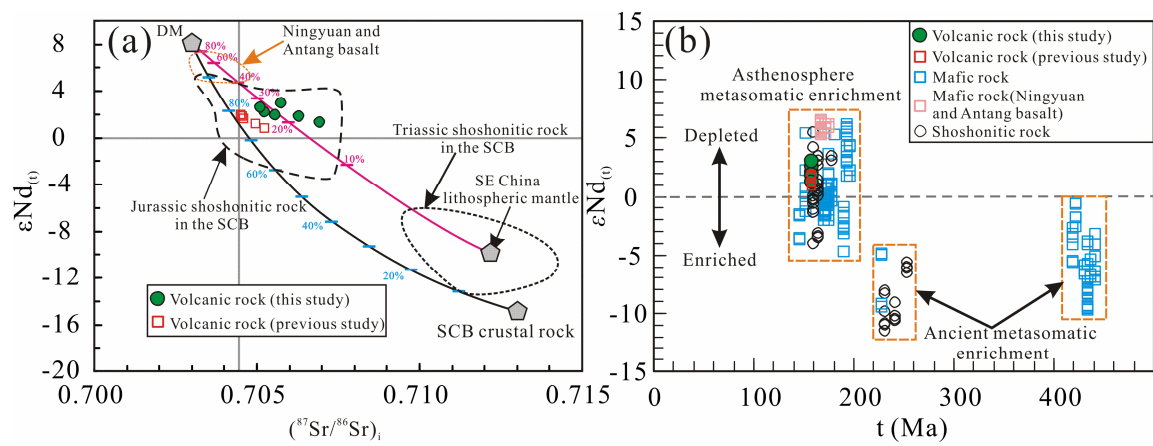 (a)
DM
Ningyuan and
Antang basalt
80%
60%
40%
30%
20%
10%
80%
60%
40%
20%
Triassic shoshonitic rock
in the SCB
SE China
lithospheric mantle
Jurassic shoshonitic rock
in the SCB
Volcanic rock (this study)
Volcanic rock (previous study)
SCB crustal rock
εNd(t)
8
4
0
-4
-8
-12
-16
-20
0.700
0.705
0.710
0.715
(87Sr/86Sr)i
(b)
Asthenosphere
metasomatic enrichment
Volcanic rock (this study)
Volcanic rock (previous study)
Mafic rock
Mafic rock(Ningyuan
and Antang basalt)
Shoshonitic rock
Depleted
Enriched
Ancient metasomatic
enrichment
εNd(t)
15
10
5
0
-5
-10
-15
0
100
200
300
400
t (Ma)